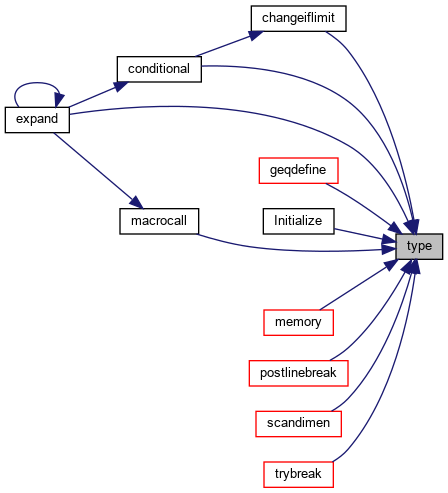 changeiflimit
conditional
expand
geqdefine
macrocall
Initialize
type
memory
postlinebreak
scandimen
trybreak